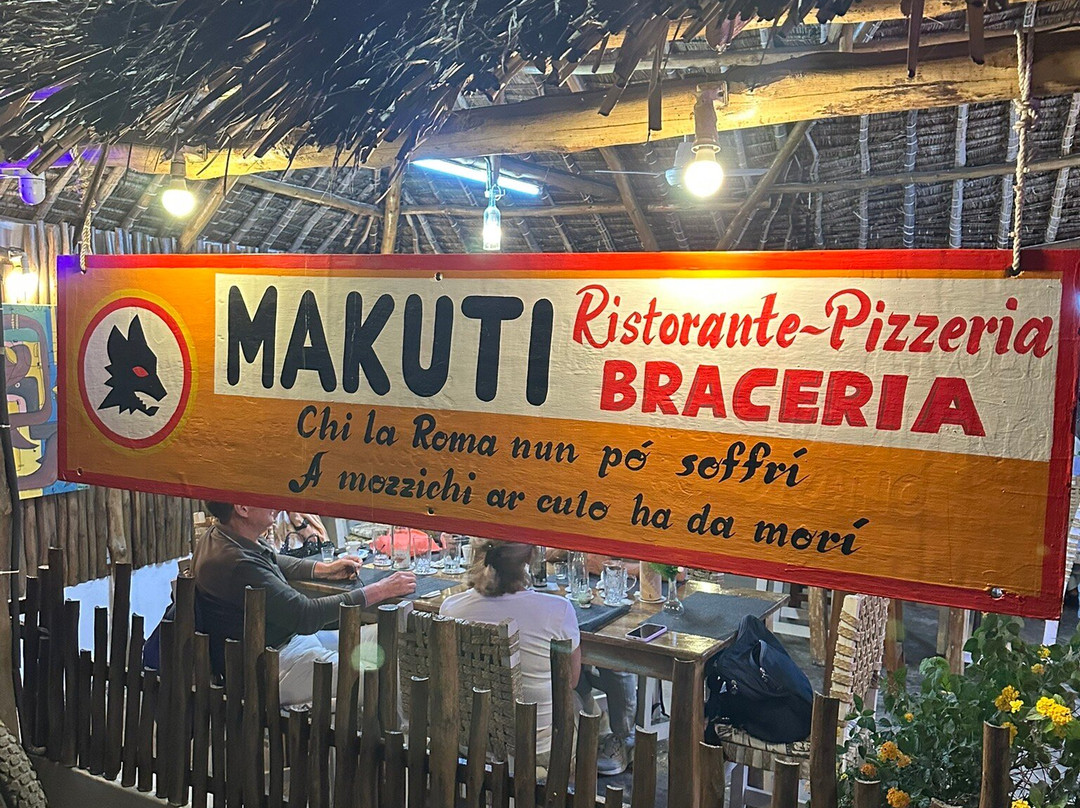 MAKUTI Ristorante~Pizzeria
BRACERIA
Chi la Roma nun pó soffrí
A mozzichi ar culo ha da morí